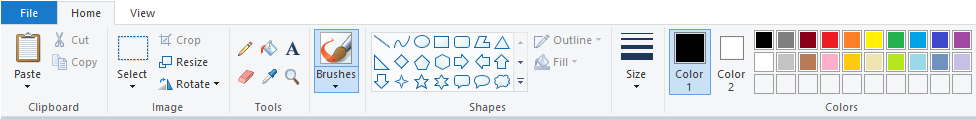 File Home View
Cut
Copy
Paste
Clipboard
Select
Crop
Resize
Rotate
Image
A
Tools
Brushes
Outline
Fill
Shapes
Size
Color
1
Color
2
Colors